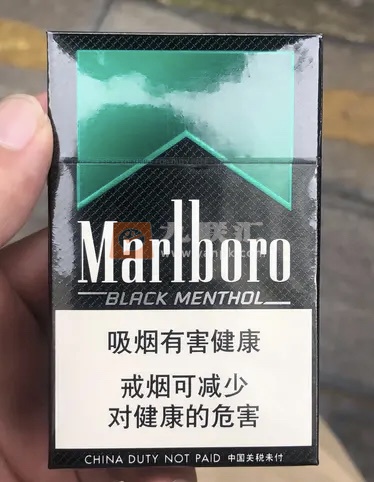 Marlboro
BLACK MENTHOL
吸烟有害健康
戒烟可减少
对健康的危害
CHINA DUTY NOT PAID 中国关税未付